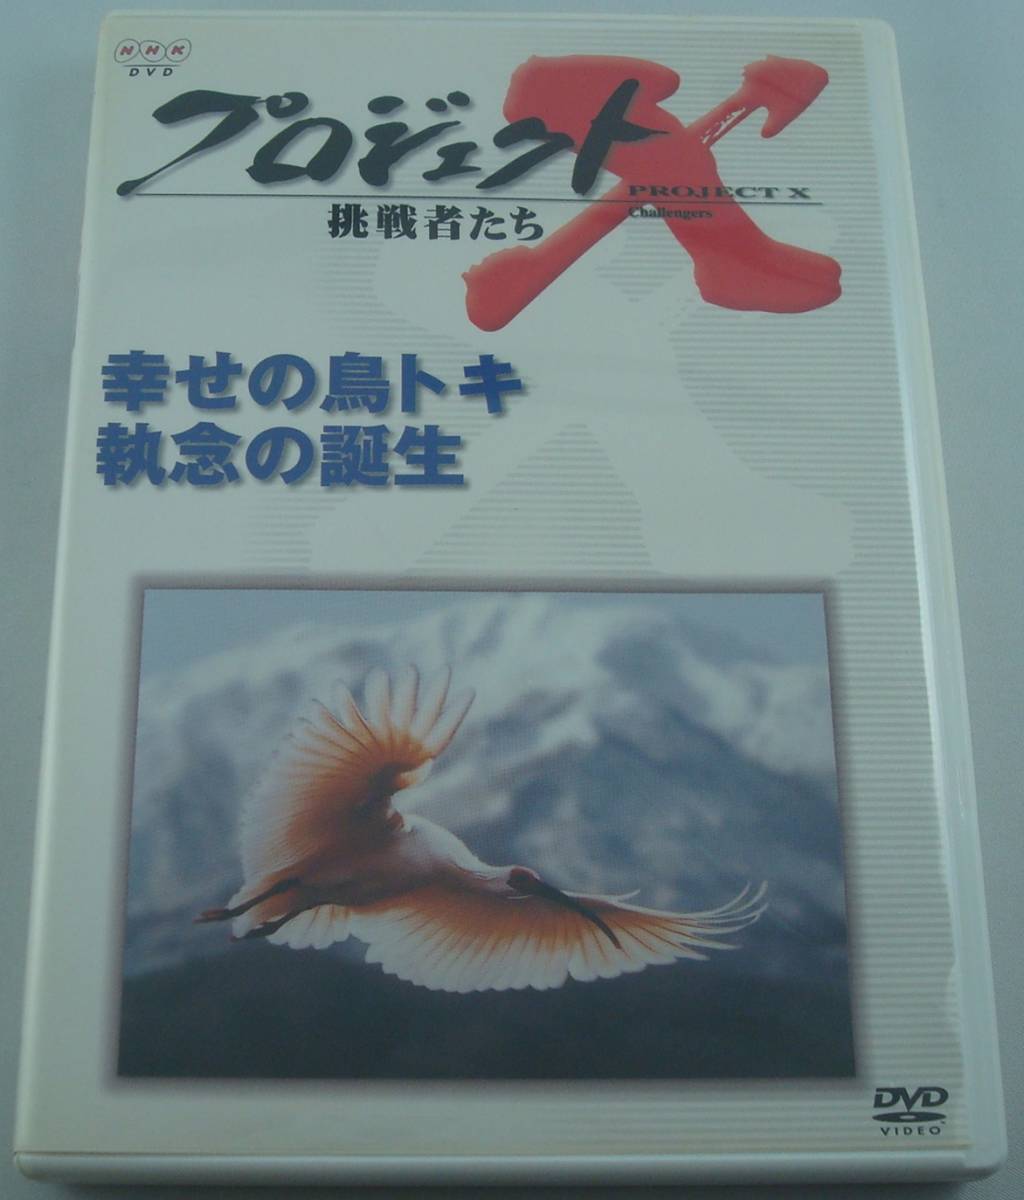 NHK
DVD
プロジェクトX
PROJECT X
挑戦者たち
Challengers
幸せの鳥トキ
執念の誕生
DVD
VIDEO